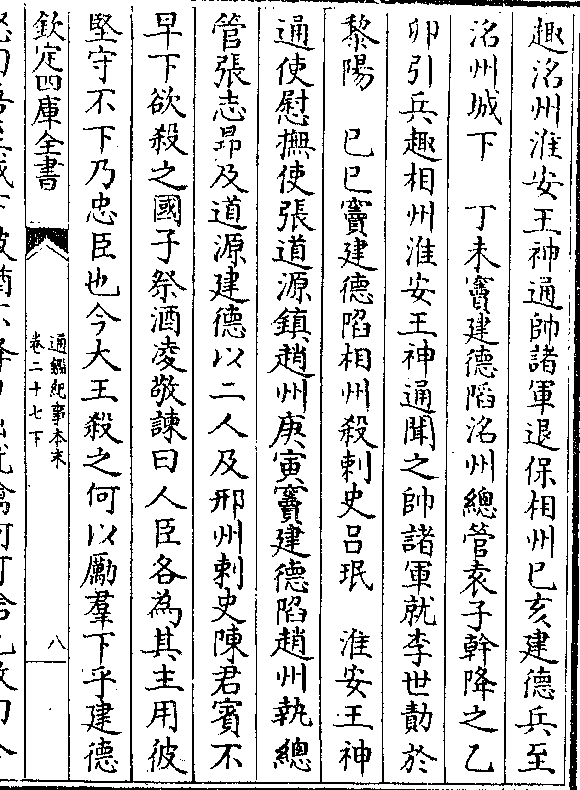 趣洺州淮安王神通帥諸軍退保相州己亥建德兵至
洺州城下　丁未竇建德陷洺州總管袁子幹降之乙
卯引兵趣相州淮安王神通聞之帥諸軍就李世勣於
黎陽　己巳竇建德陷相州殺刺史吕珉　淮安王神
通使慰撫使張道源鎮趙州庚寅竇建德陷趙州執總
管張志昂及道源建德以二人及邢州刺史陳君賓不
早下欲殺之國子祭酒凌敬諫曰人臣各為其主用彼
堅守不下乃忠臣也今大王殺之何以勵羣下乎建德
欽定四庫全書
通鑑紀事本末
卷二十七下
八